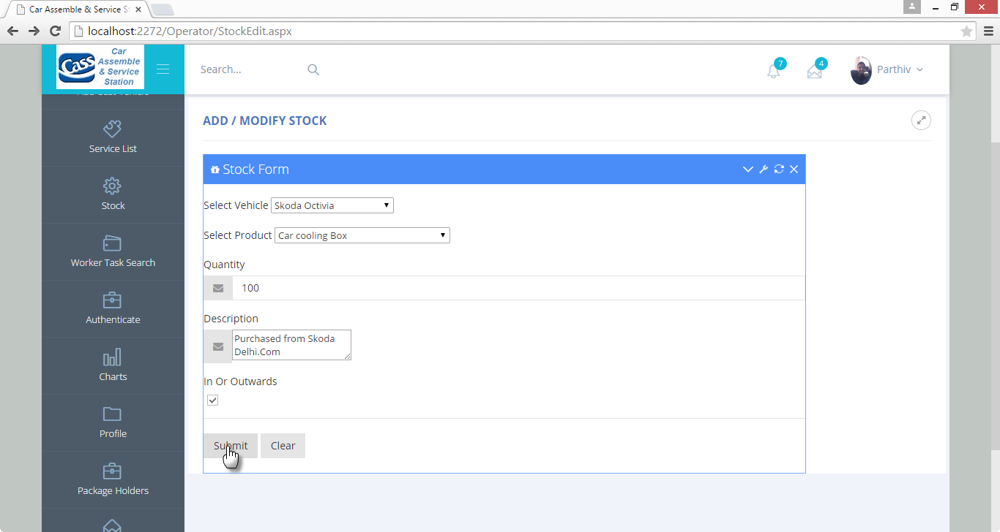 Car Assemble & Service St
localhost:2272/Operator/StockEdit.aspx
Cass
Car
Assemble
& Service
Station
Search...
7
4
Parthiv
Service List
Stock
Worker Task Search
Authenticate
Charts
Profile
Package Holders
ADD / MODIFY STOCK
Stock Form
Select Vehicle Skoda Octivia
Select Product Car cooling Box
Quantity
100
Description
Purchased from Skoda
Delhi.Com
In Or Outwards
Submit Clear